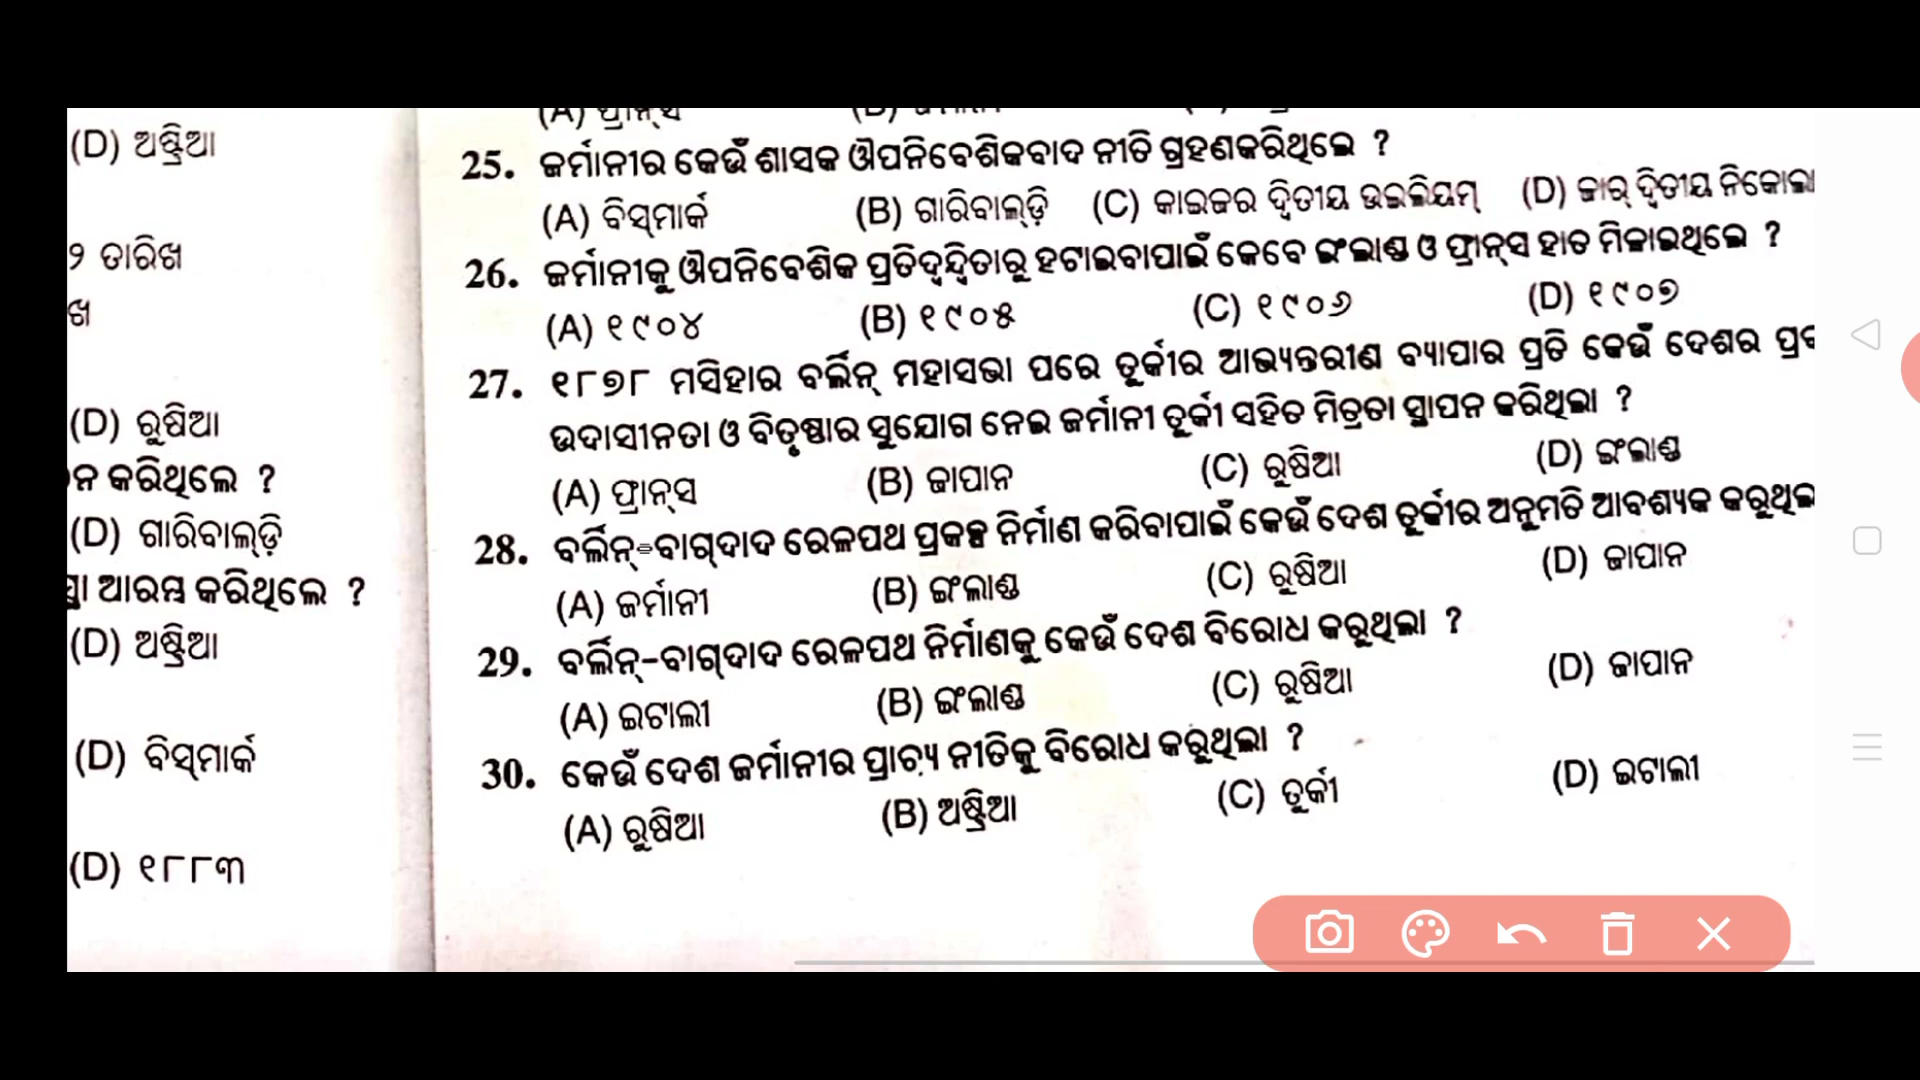 (D) ଅଷ୍ଟ୍ରିଆ
୨ ତାରିଖ
ଖ
(D) ରୁଷିଆ
ନ କରିଥିଲେ ?
(D) ଗାରିବାଲ୍‌ଡ଼ି
ଆରମ୍ଭ କରିଥିଲେ ?
(D) ଅଷ୍ଟ୍ରିଆ
(D) ବିସ୍‌ମାର୍କ
(D) ୧୮୮୩
(A) ଫ୍ରାନ୍‌ସ
25. ଜର୍ମାନୀର କେଉଁ ଶାସକ ଔପନିବେଶିକବାଦ ନୀତି ଗ୍ରହଣକରିଥିଲେ ?
(A) ବିସ୍‌ମାର୍କ (B) ଗାରିବାଲ୍‌ଡ଼ି (C) କାଇଜର ଦ୍ୱିତୀୟ ଉଇଲିୟମ୍ (D) ଜାର୍ ଦ୍ୱିତୀୟ ନିକୋଲା
26. ଜର୍ମାନୀକୁ ଔପନିବେଶିକ ପ୍ରତିଦ୍ୱନ୍ଦ୍ୱିତାରୁ ହଟାଇବାପାଇଁ କେବେ ଇଂଲାଣ୍ଡ ଓ ଫ୍ରାନ୍‌ସ ହାତ ମିଳାଇଥିଲେ ?
(A) ୧୯୦୪ (B) ୧୯୦୫ (C) ୧୯୦୬ (D) ୧୯୦୭
27. ୧୮୭୮ ମସିହାର ବର୍ଲିନ୍ ମହାସଭା ପରେ ତୁର୍କୀର ଆଭ୍ୟନ୍ତରୀଣ ବ୍ୟାପାର ପ୍ରତି କେଉଁ ଦେଶର
ଉଦାସୀନତା ଓ ବିତୃଷ୍ଣାର ସୁଯୋଗ ନେଇ ଜର୍ମାନୀ ତୁର୍କୀ ସହିତ ମିତ୍ରତା ସ୍ଥାପନ କରିଥିଲା ?
(A) ଫ୍ରାନ୍‌ସ (B) ଜାପାନ (C) ରୁଷିଆ (D) ଇଂଲାଣ୍ଡ
28. ବର୍ଲିନ୍-ବାଗ୍‌ଦାଦ ରେଳପଥ ପ୍ରକଳ୍ପ ନିର୍ମାଣ କରିବାପାଇଁ କେଉଁ ଦେଶ ତୁର୍କୀର ଅନୁମତି ଆବଶ୍ୟକ କରୁଥିଲ
(A) ଜର୍ମାନୀ (B) ଇଂଲାଣ୍ଡ (C) ରୁଷିଆ (D) ଜାପାନ
29. ବର୍ଲିନ୍-ବାଗ୍‌ଦାଦ ରେଳପଥ ନିର୍ମାଣକୁ କେଉଁ ଦେଶ ବିରୋଧ କରୁଥିଲା ?
(A) ଇଟାଲୀ (B) ଇଂଲାଣ୍ଡ (C) ରୁଷିଆ (D) ଜାପାନ
30. କେଉଁ ଦେଶ ଜର୍ମାନୀର ପ୍ରାଚ୍ୟ ନୀତିକୁ ବିରୋଧ କରୁଥିଲା ?
(A) ରୁଷିଆ (B) ଅଷ୍ଟ୍ରିଆ (C) ତୁର୍କୀ (D) ଇଟାଲୀ